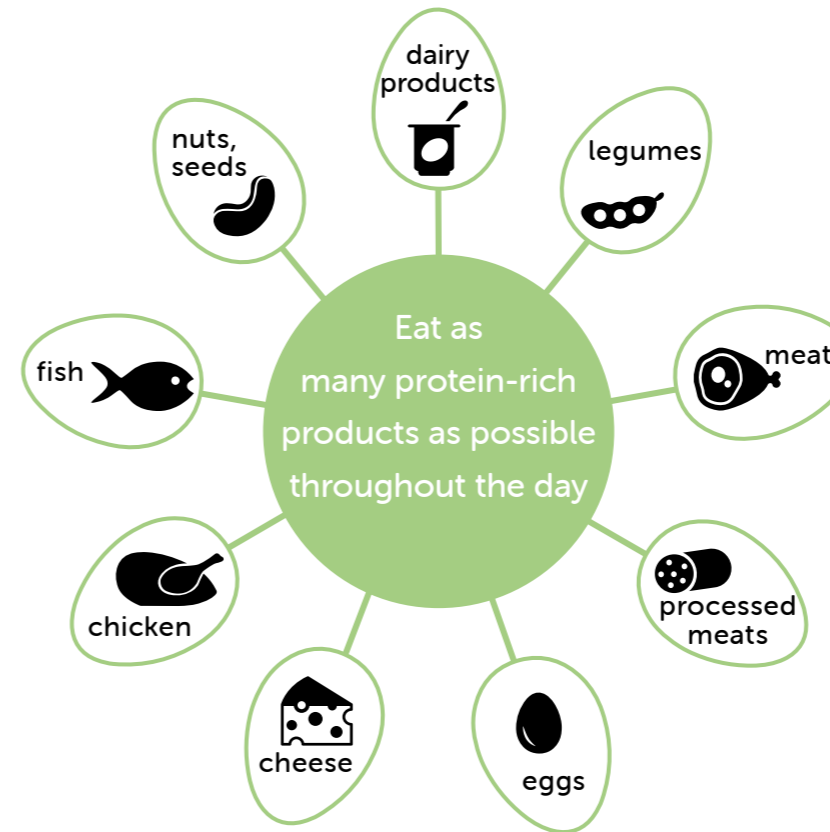 dairy
products
legumes
meat
processed
meats
eggs
cheese
chicken
fish
nuts,
seeds
Eat as
many protein-rich
products as possible
throughout the day